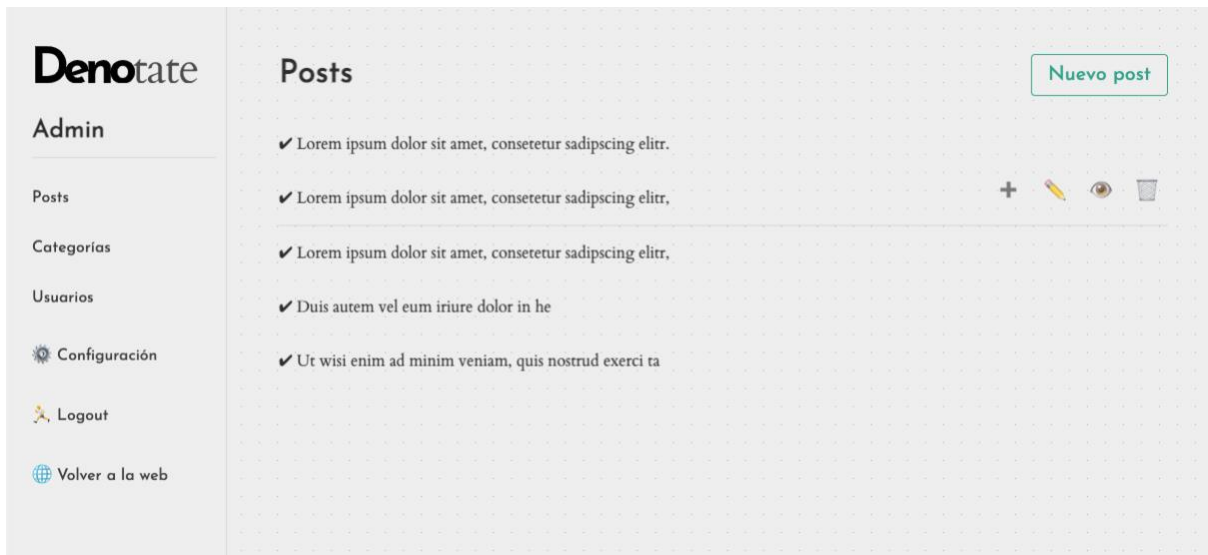 Denotate
Admin
Posts
Categorías
Usuarios
Configuración
Logout
Volver a la web
Posts
Nuevo post
✔ Lorem ipsum dolor sit amet, consetetur sadipscing elitr.
✔ Lorem ipsum dolor sit amet, consetetur sadipscing elitr,
✔ Lorem ipsum dolor sit amet, consetetur sadipscing elitr,
✔ Duis autem vel eum iriure dolor in he
✔ Ut wisi enim ad minim veniam, quis nostrud exerci ta